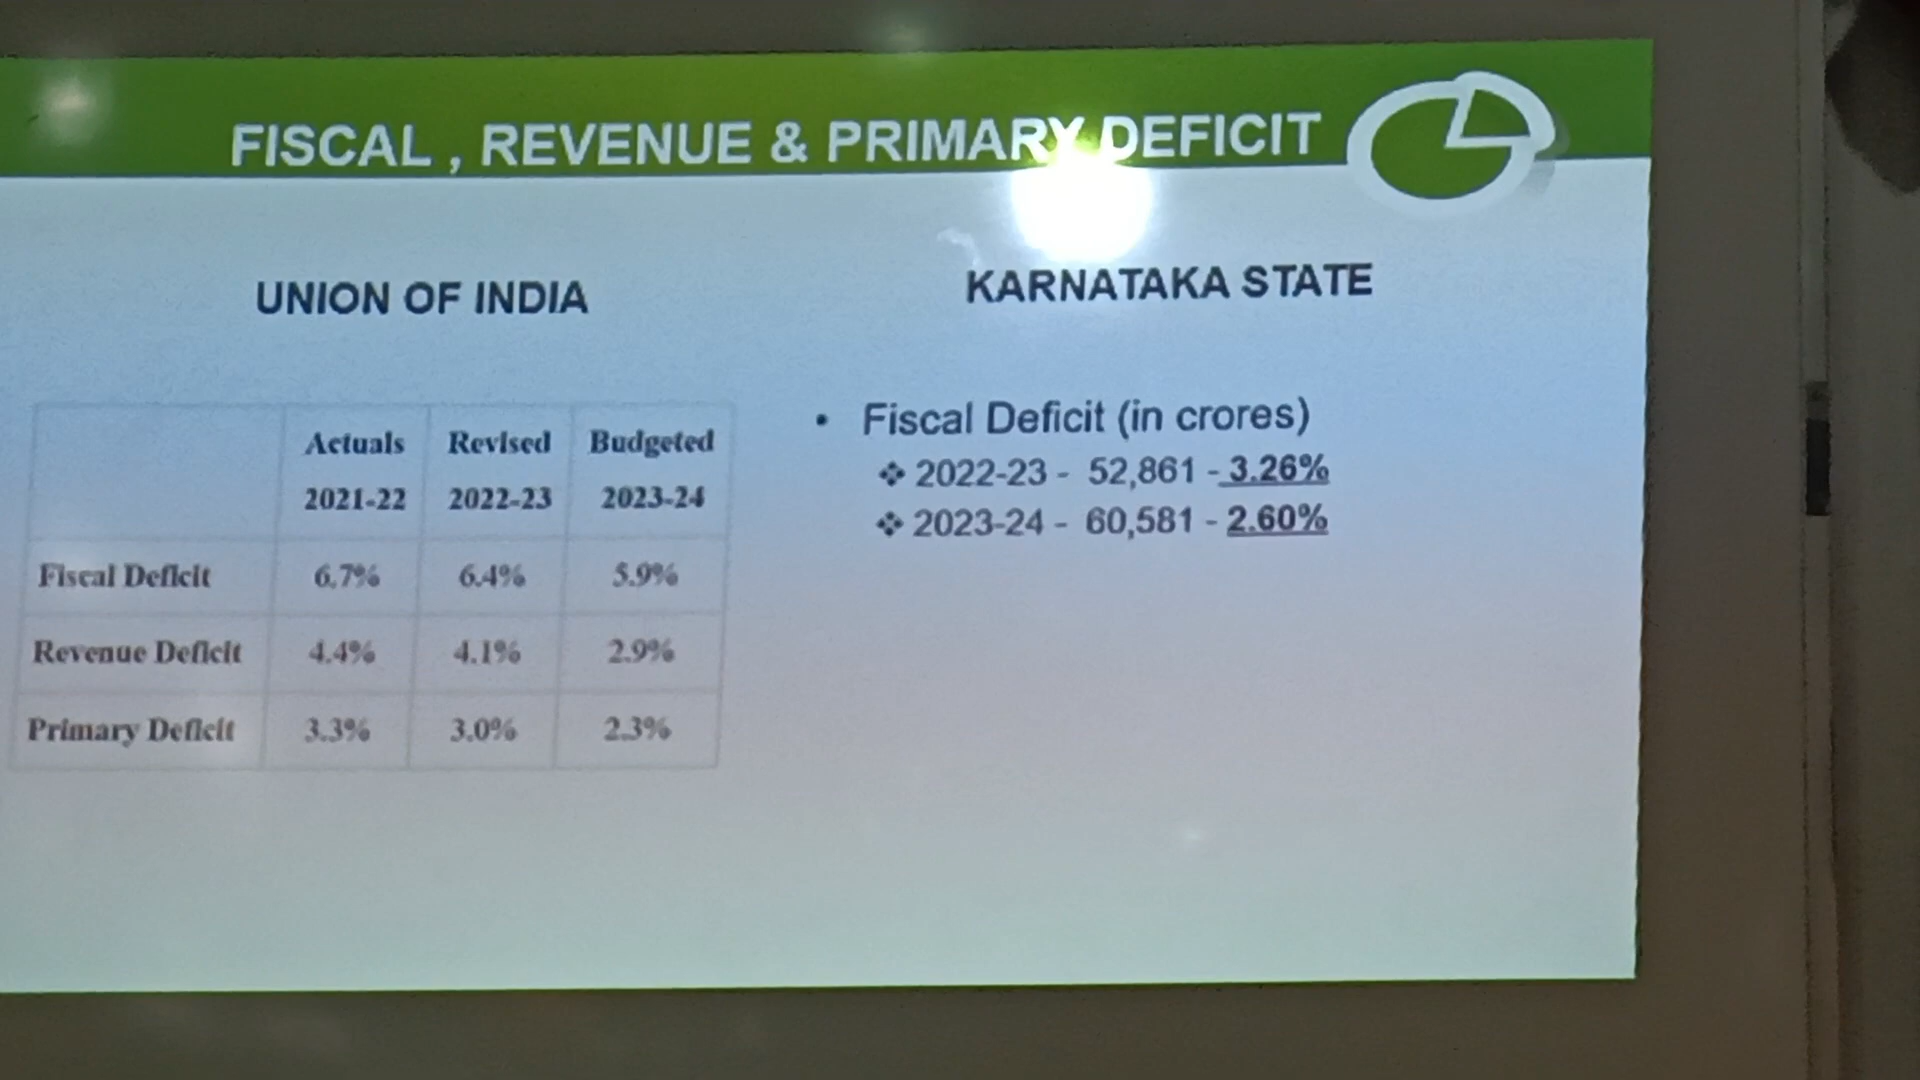 FISCAL , REVENUE & PRIMARY DEFICIT
UNION OF INDIA
Actuals 2021-22 Revised 2022-23 Budgeted 2023-24
Fiscal Deficit 6.7% 6.4% 5.9%
Revenue Deficit 4.4% 4.1% 2.9%
Primary Deficit 3.3% 3.0% 2.3%
KARNATAKA STATE
• Fiscal Deficit (in crores)
❖ 2022-23 - 52,861 - 3.26%
❖ 2023-24 - 60,581 - 2.60%